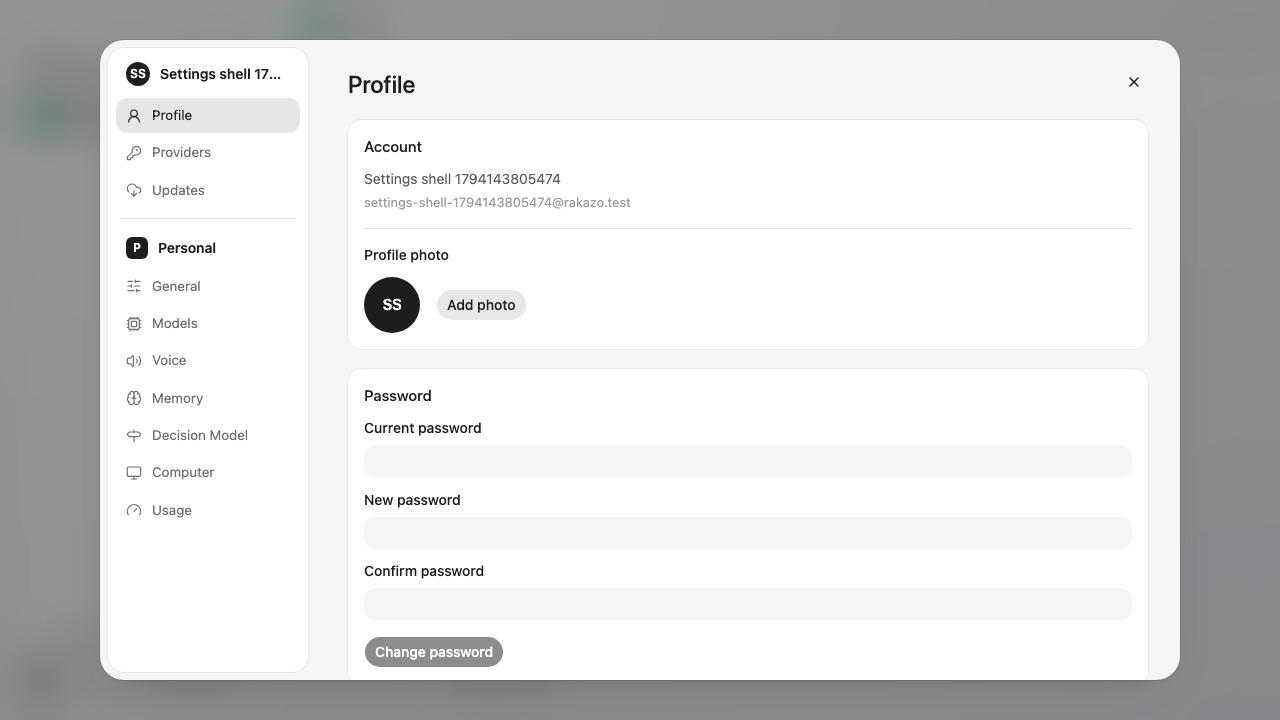 SS Settings shell 17...
Profile
Providers
Updates
P Personal
General
Models
Voice
Memory
Decision Model
Computer
Usage
Profile
Account
Settings shell 1794143805474
settings-shell-1794143805474@rakazo.test
Profile photo
SS Add photo
Password
Current password
New password
Confirm password
Change password